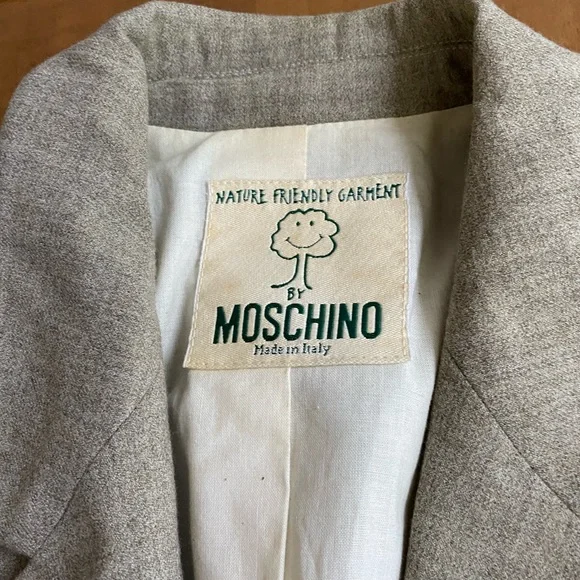 NATURE FRIENDLY GARMENT
BY
MOSCHINO
Made in Italy